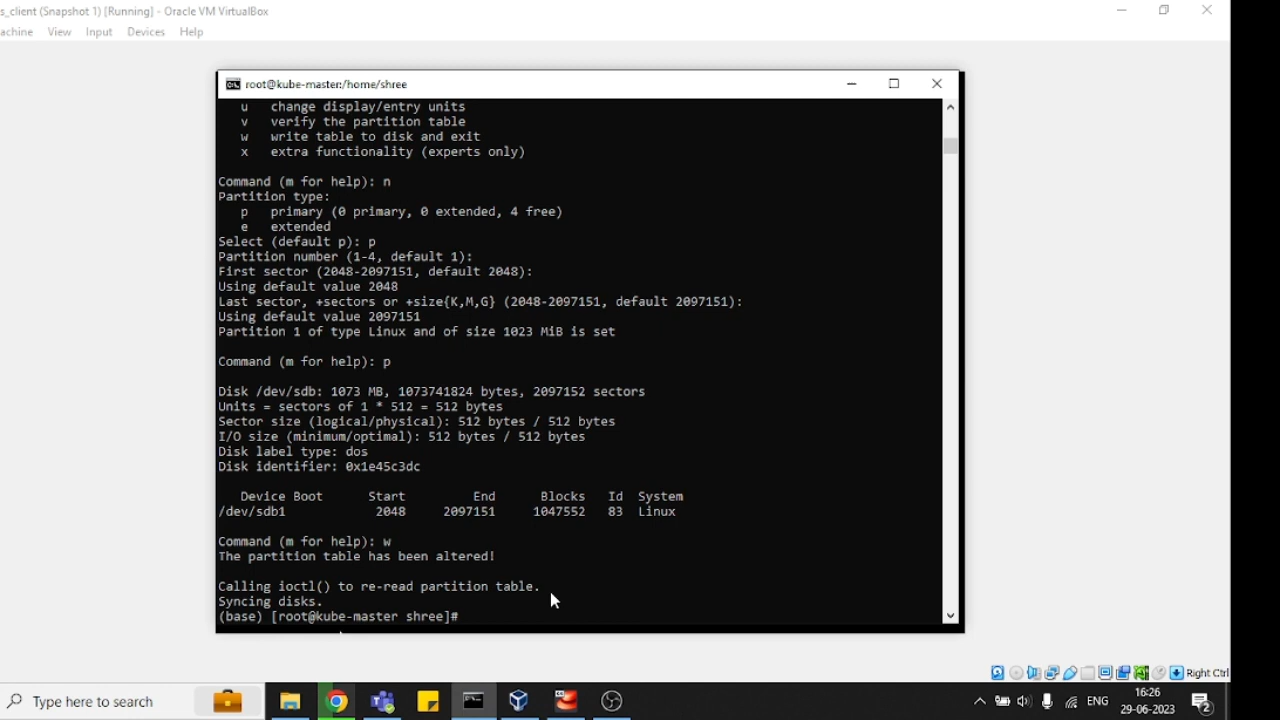 s_client (Snapshot 1) [Running] - Oracle VM VirtualBox
achine View Input Devices Help
root@kube-master:/home/shree
u change display/entry units
v verify the partition table
w write table to disk and exit
x extra functionality (experts only)
Command (m for help): n
Partition type:
p primary (0 primary, 0 extended, 4 free)
e extended
Select (default p): p
Partition number (1-4, default 1):
First sector (2048-2097151, default 2048):
Using default value 2048
Last sector, +sectors or +size{K,M,G} (2048-2097151, default 2097151):
Using default value 2097151
Partition 1 of type Linux and of size 1023 MiB is set
Command (m for help): p
Disk /dev/sdb: 1073 MB, 1073741824 bytes, 2097152 sectors
Units = sectors of 1 * 512 = 512 bytes
Sector size (logical/physical): 512 bytes / 512 bytes
I/O size (minimum/optimal): 512 bytes / 512 bytes
Disk label type: dos
Disk identifier: 0x1e45c3dc
Device Boot Start End Blocks Id System
/dev/sdb1 2048 2097151 1047552 83 Linux
Command (m for help): w
The partition table has been altered!
Calling ioctl() to re-read partition table.
Syncing disks.
(base) [root@kube-master shree]#
Right Ctrl
Type here to search
ENG
16:26
29-06-2023
2